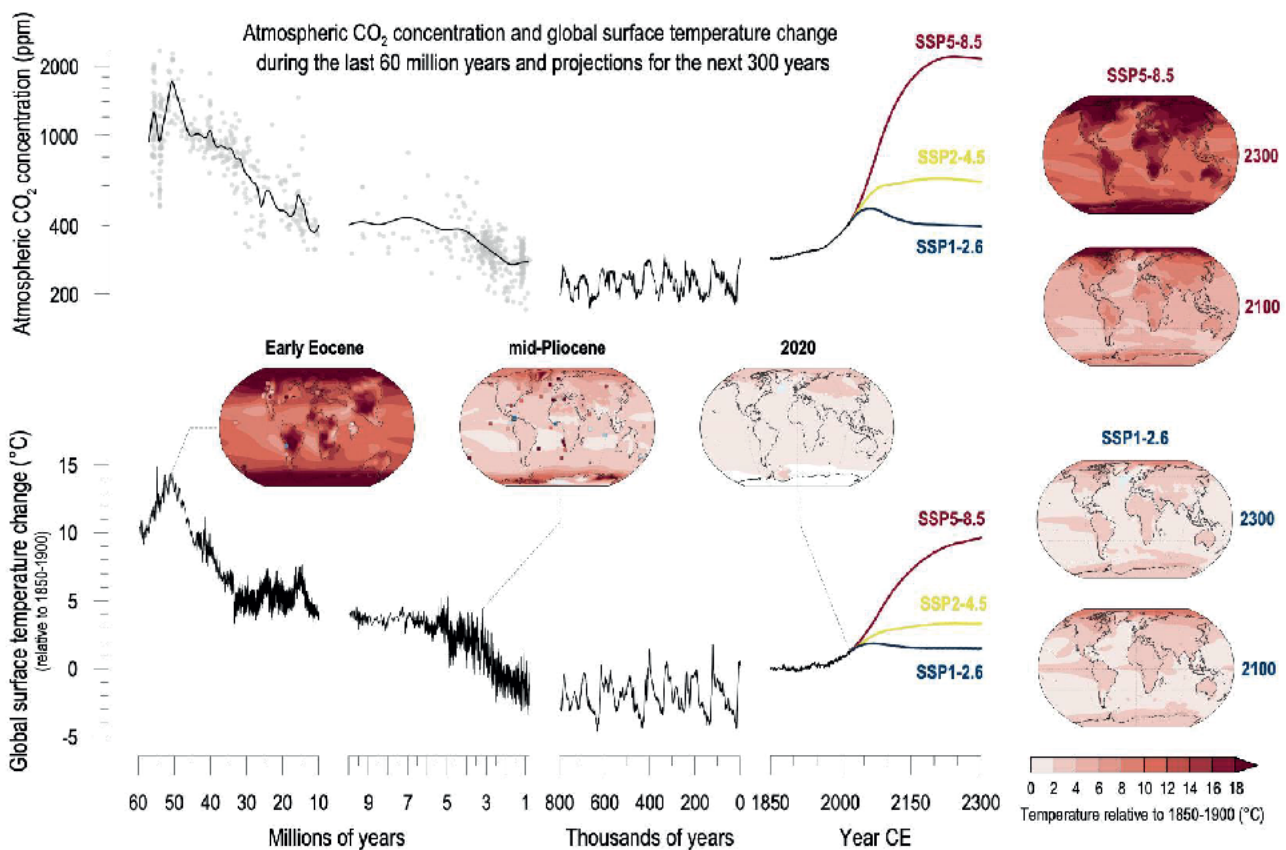 Atmospheric CO₂ concentration and global surface temperature change
during the last 60 million years and projections for the next 300 years
Atmospheric CO₂ concentration (ppm)
2000
1000
400
200
SSP5-8.5
SSP2-4.5
SSP1-2.6
SSP5-8.5
2300
2100
Early Eocene
mid-Pliocene
2020
Global surface temperature change (°C)
(relative to 1850-1900)
15
10
5
0
-5
SSP5-8.5
SSP2-4.5
SSP1-2.6
SSP1-2.6
2300
2100
60 50 40 30 20 10
Millions of years
9 7 5 3 1
800 600 400 200 0
Thousands of years
1850 2000 2150 2300
Year CE
0 2 4 6 8 10 12 14 16 18
Temperature relative to 1850-1900 (°C)